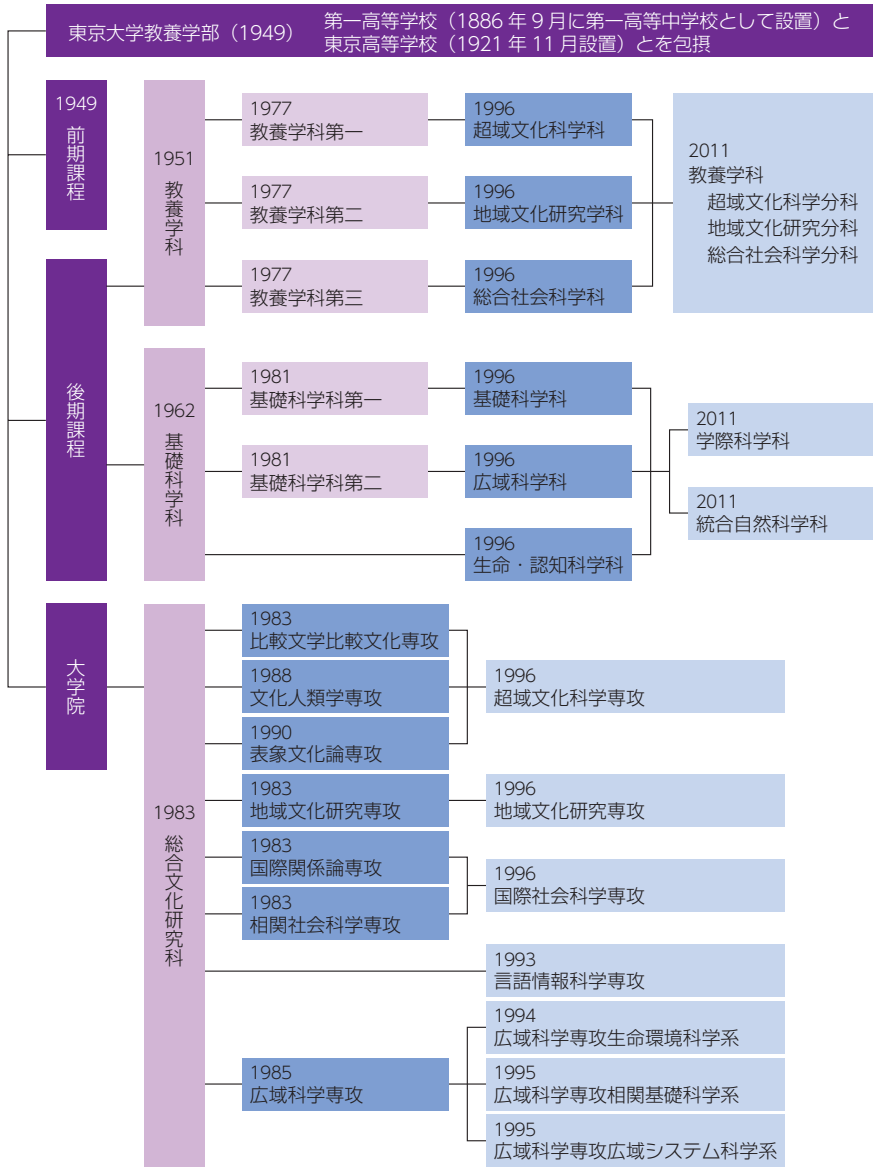 東京大学教養学部（1949）
第一高等学校（1886 年 9 月に第一高等中学校として設置）と
東京高等学校（1921 年 11 月設置）とを包摂
1949
前期課程
1951
教養学科
1977
教養学科第一
1996
超域文化科学科
1977
教養学科第二
1996
地域文化研究学科
1977
教養学科第三
1996
総合社会科学科
2011
教養学科
超域文化科学分科
地域文化研究分科
総合社会科学分科
後期課程
1962
基礎科学科
1981
基礎科学科第一
1996
基礎科学科
1981
基礎科学科第二
1996
広域科学科
1996
生命・認知科学科
2011
学際科学科
2011
統合自然科学科
大学院
1983
総合文化研究科
1983
比較文学比較文化専攻
1988
文化人類学専攻
1990
表象文化論専攻
1996
超域文化科学専攻
1983
地域文化研究専攻
1996
地域文化研究専攻
1983
国際関係論専攻
1983
相関社会科学専攻
1996
国際社会科学専攻
1993
言語情報科学専攻
1985
広域科学専攻
1994
広域科学専攻生命環境科学系
1995
広域科学専攻相関基礎科学系
1995
広域科学専攻広域システム科学系